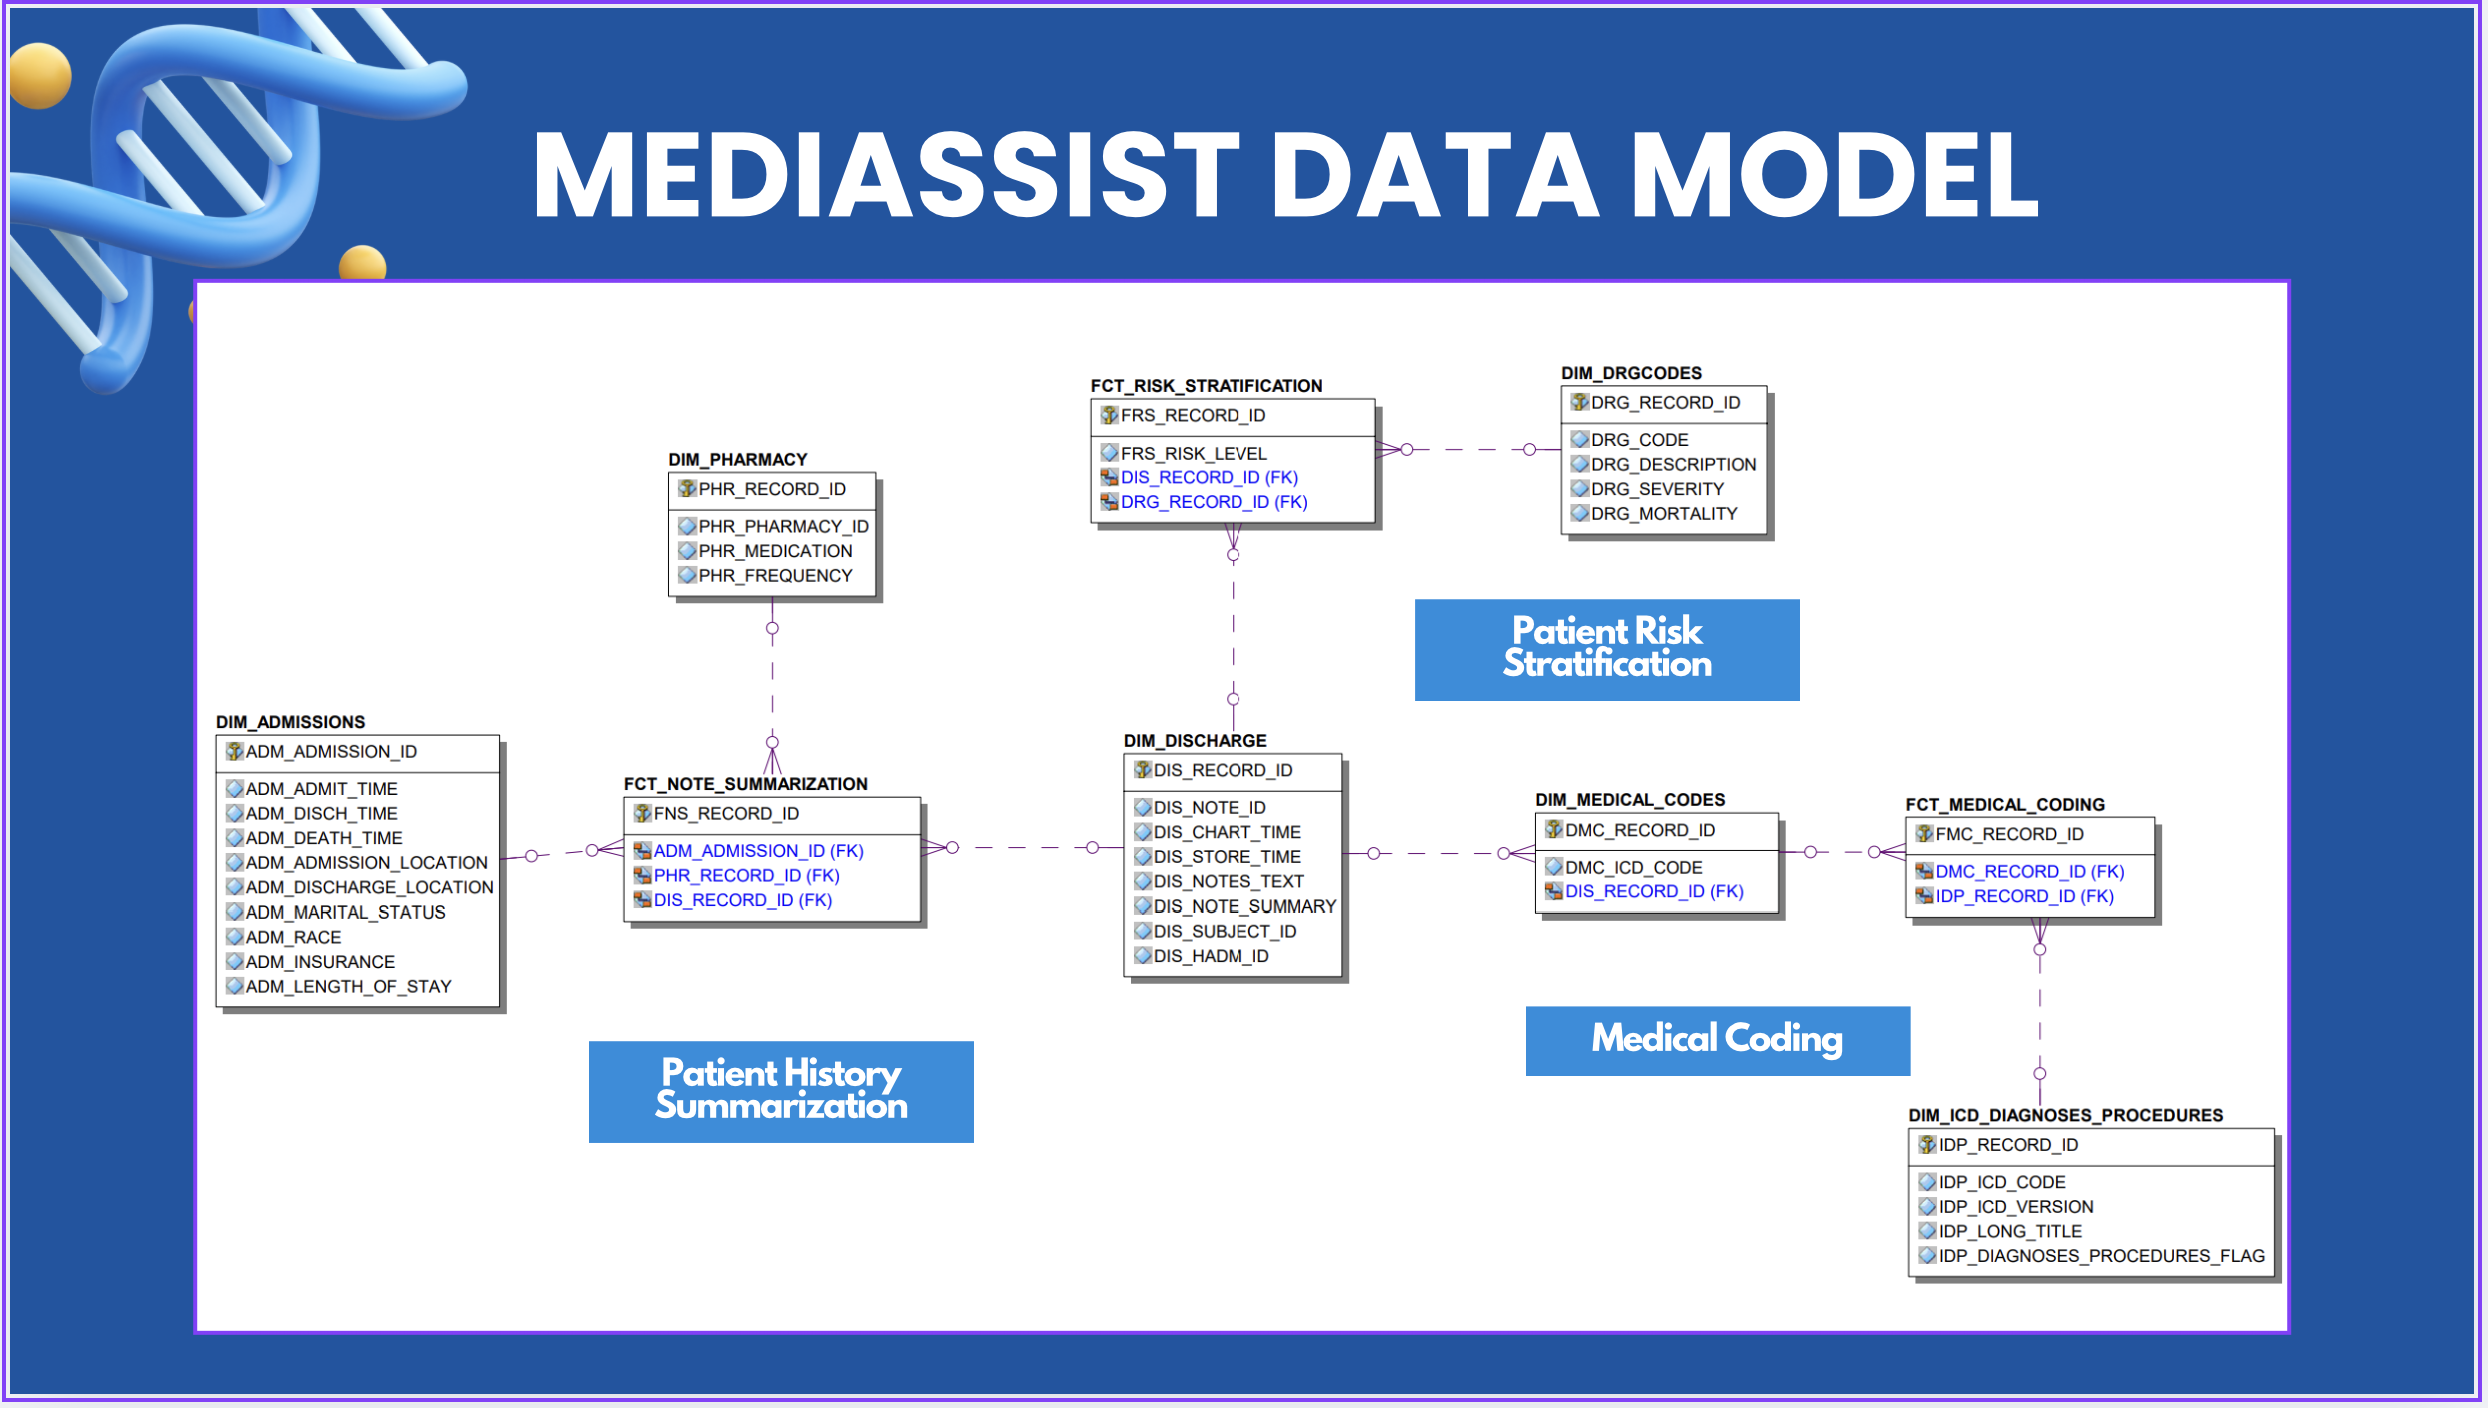 MEDIASSIST DATA MODEL
FCT_RISK_STRATIFICATION
FRS_RECORD_ID
FRS_RISK_LEVEL
DIS_RECORD_ID (FK)
DRG_RECORD_ID (FK)
DIM_DRGCODES
DRG_RECORD_ID
DRG_CODE
DRG_DESCRIPTION
DRG_SEVERITY
DRG_MORTALITY
DIM_PHARMACY
PHR_RECORD_ID
PHR_PHARMACY_ID
PHR_MEDICATION
PHR_FREQUENCY
Patient Risk
Stratification
DIM_ADMISSIONS
ADM_ADMISSION_ID
ADM_ADMIT_TIME
ADM_DISCH_TIME
ADM_DEATH_TIME
ADM_ADMISSION_LOCATION
ADM_DISCHARGE_LOCATION
ADM_MARITAL_STATUS
ADM_RACE
ADM_INSURANCE
ADM_LENGTH_OF_STAY
FCT_NOTE_SUMMARIZATION
FNS_RECORD_ID
ADM_ADMISSION_ID (FK)
PHR_RECORD_ID (FK)
DIS_RECORD_ID (FK)
DIM_DISCHARGE
DIS_RECORD_ID
DIS_NOTE_ID
DIS_CHART_TIME
DIS_STORE_TIME
DIS_NOTES_TEXT
DIS_NOTE_SUMMARY
DIS_SUBJECT_ID
DIS_HADM_ID
DIM_MEDICAL_CODES
DMC_RECORD_ID
DMC_ICD_CODE
DIS_RECORD_ID (FK)
FCT_MEDICAL_CODING
FMC_RECORD_ID
DMC_RECORD_ID (FK)
IDP_RECORD_ID (FK)
Patient History
Summarization
Medical Coding
DIM_ICD_DIAGNOSES_PROCEDURES
IDP_RECORD_ID
IDP_ICD_CODE
IDP_ICD_VERSION
IDP_LONG_TITLE
IDP_DIAGNOSES_PROCEDURES_FLAG